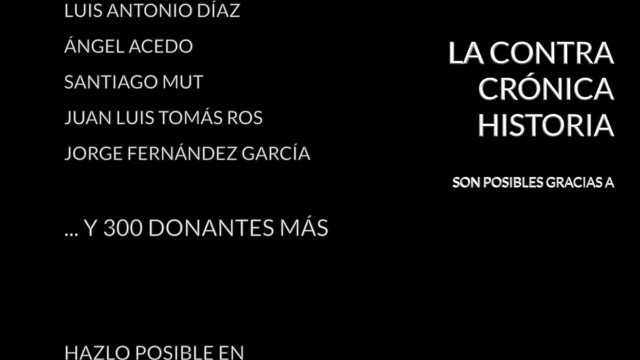 LUIS ANTONIO DÍAZ
ÁNGEL ACEDO
SANTIAGO MUT
JUAN LUIS TOMÁS ROS
JORGE FERNÁNDEZ GARCÍA
... Y 300 DONANTES MÁS
HAZLO POSIBLE EN
LA CONTRA
CRÓNICA
HISTORIA
SON POSIBLES GRACIAS A